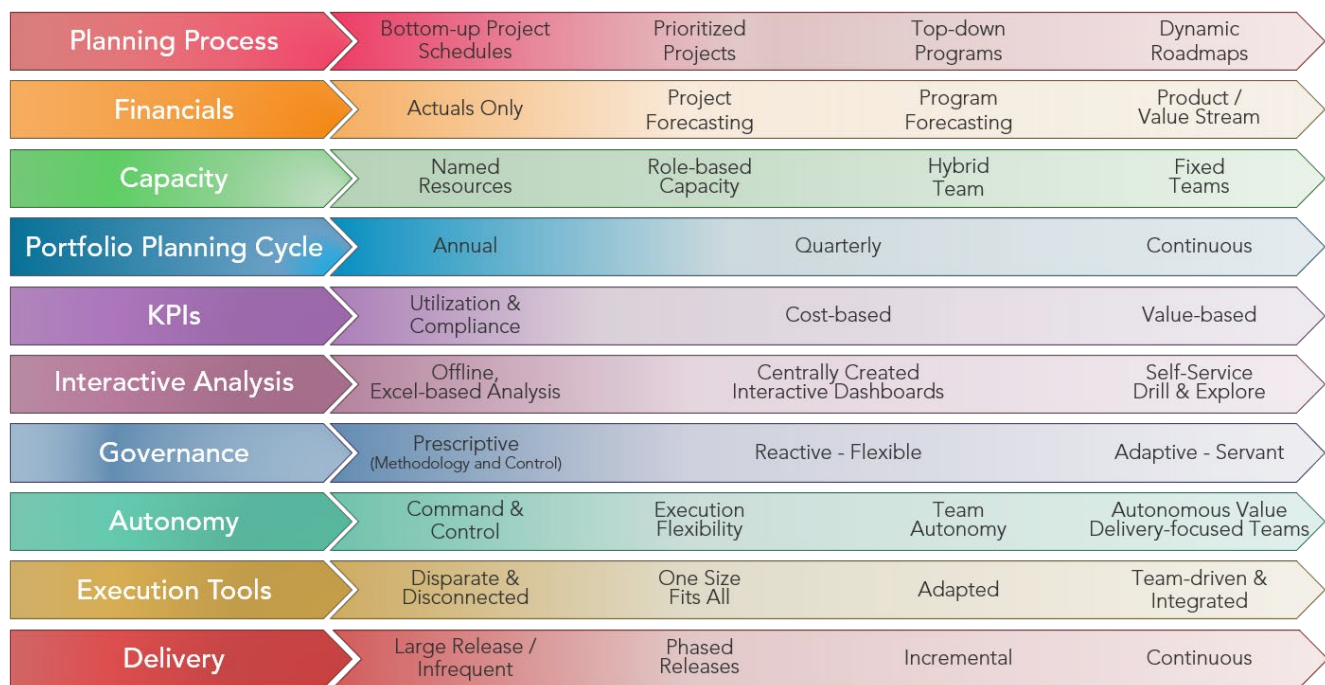 Planning Process
Bottom-up Project
Schedules
Prioritized
Projects
Top-down
Programs
Dynamic
Roadmaps
Financials
Actuals Only
Project
Forecasting
Program
Forecasting
Product /
Value Stream
Capacity
Named
Resources
Role-based
Capacity
Hybrid
Team
Fixed
Teams
Portfolio Planning Cycle
Annual
Quarterly
Continuous
KPIs
Utilization &
Compliance
Cost-based
Value-based
Interactive Analysis
Offline,
Excel-based Analysis
Centrally Created
Interactive Dashboards
Self-Service
Drill & Explore
Governance
Prescriptive
(Methodology and Control)
Reactive - Flexible
Adaptive - Servant
Autonomy
Command &
Control
Execution
Flexibility
Team
Autonomy
Autonomous Value
Delivery-focused Teams
Execution Tools
Disparate &
Disconnected
One Size
Fits All
Adapted
Team-driven &
Integrated
Delivery
Large Release /
Infrequent
Phased
Releases
Incremental
Continuous